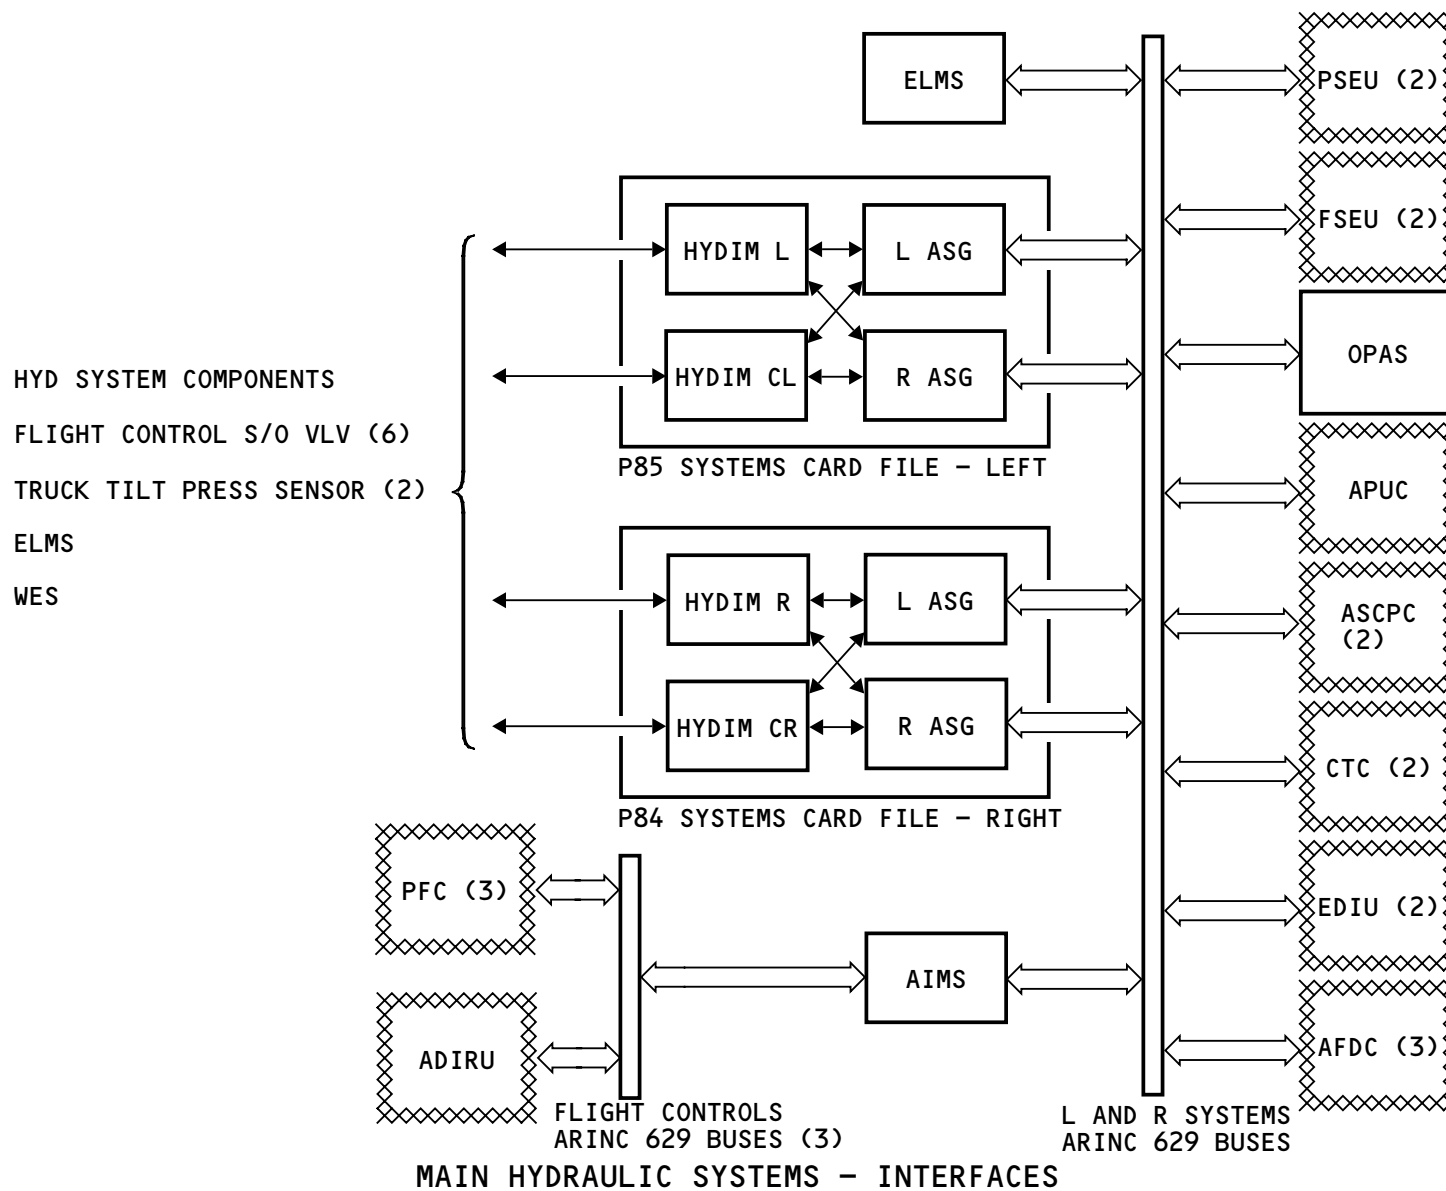 ELMS
PSEU (2)
FSEU (2)
HYDIM L
L ASG
HYDIM CL
R ASG
OPAS
P85 SYSTEMS CARD FILE – LEFT
HYD SYSTEM COMPONENTS
FLIGHT CONTROL S/O VLV (6)
TRUCK TILT PRESS SENSOR (2)
ELMS
WES
APUC
HYDIM R
L ASG
HYDIM CR
R ASG
ASCPC
(2)
CTC (2)
P84 SYSTEMS CARD FILE – RIGHT
PFC (3)
EDIU (2)
AIMS
ADIRU
AFDC (3)
FLIGHT CONTROLS
ARINC 629 BUSES (3)
L AND R SYSTEMS
ARINC 629 BUSES
MAIN HYDRAULIC SYSTEMS – INTERFACES